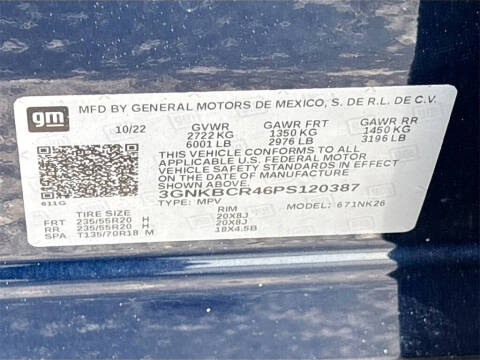 gm
MFD BY GENERAL MOTORS DE MEXICO, S. DE R.L. DE C.V.
10/22 GVWR GAWR FRT GAWR RR
2722 KG 1350 KG 1450 KG
6001 LB 2976 LB 3196 LB
THIS VEHICLE CONFORMS TO ALL
APPLICABLE U.S. FEDERAL MOTOR
VEHICLE SAFETY STANDARDS IN EFFECT
ON THE DATE OF MANUFACTURE SHOWN ABOVE.
611G 3GNKBCR46PS120387
TYPE: MPV MODEL: 671NK26
TIRE SIZE RIM
FRT 235/55R20 H 20X8J
RR 235/55R20 H 20X8J
SPA T135/70R18 M 18X4.5B